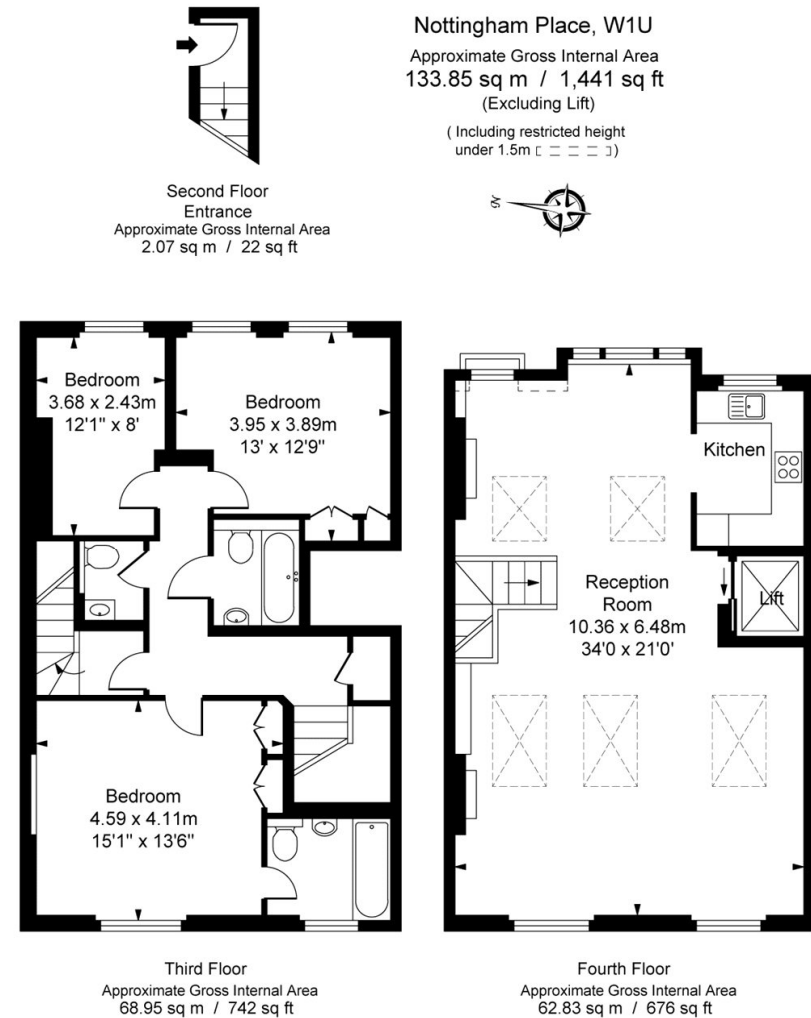 Nottingham Place, W1U
Approximate Gross Internal Area
133.85 sq m / 1,441 sq ft
(Excluding Lift)
( Including restricted height
under 1.5m )
Second Floor
Entrance
Approximate Gross Internal Area
2.07 sq m / 22 sq ft
Bedroom
3.68 x 2.43m
12'1" x 8'
Bedroom
3.95 x 3.89m
13' x 12'9"
Bedroom
4.59 x 4.11m
15'1" x 13'6"
Third Floor
Approximate Gross Internal Area
68.95 sq m / 742 sq ft
Kitchen
Reception
Room
10.36 x 6.48m
34'0 x 21'0'
Lift
Fourth Floor
Approximate Gross Internal Area
62.83 sq m / 676 sq ft